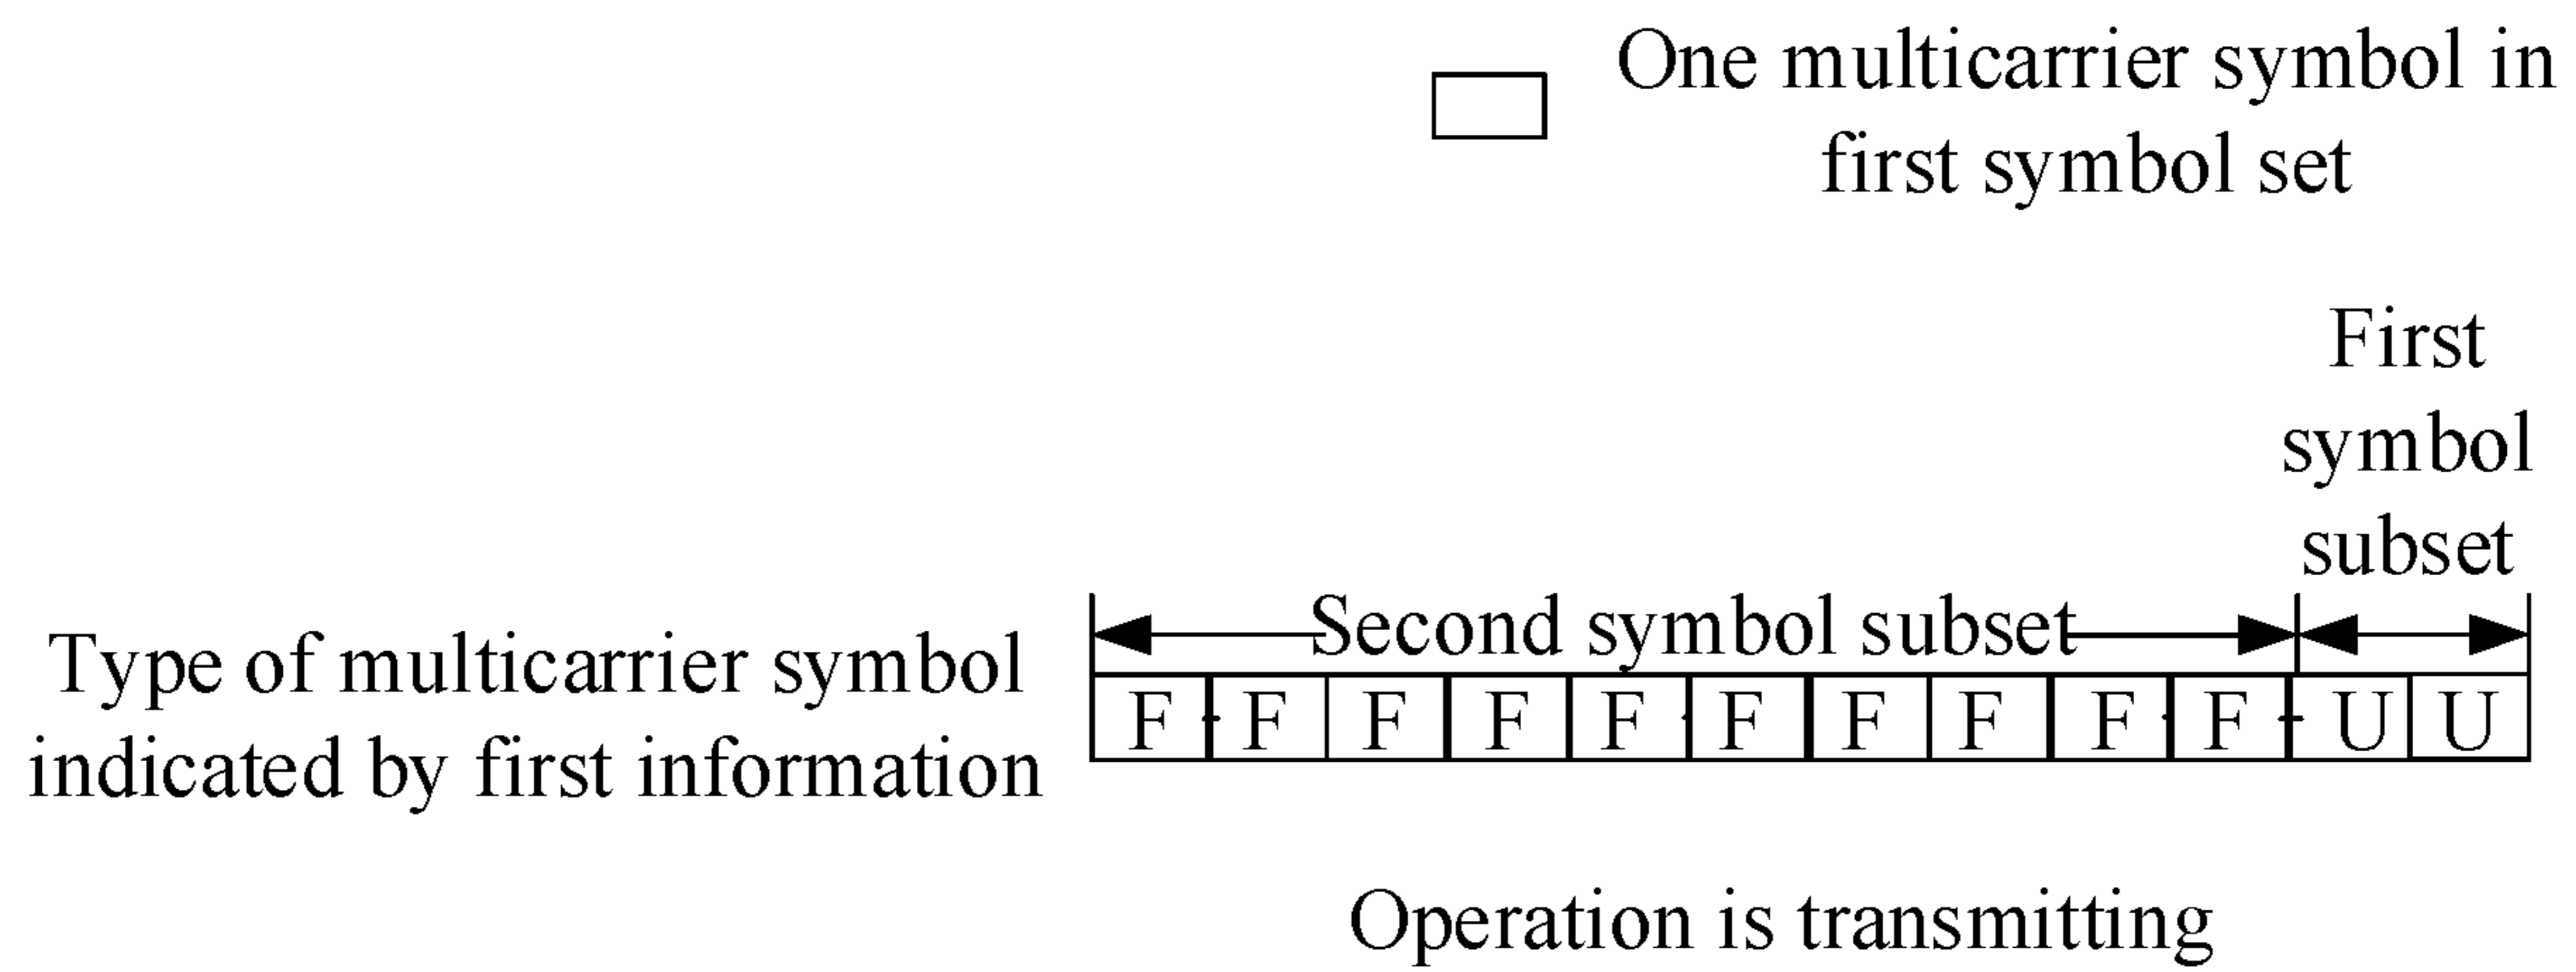 One multicarrier symbol in
first symbol set
First
symbol
subset
Second symbol subset
Type of multicarrier symbol
indicated by first information
F F F F F F F F F F U U
Operation is transmitting